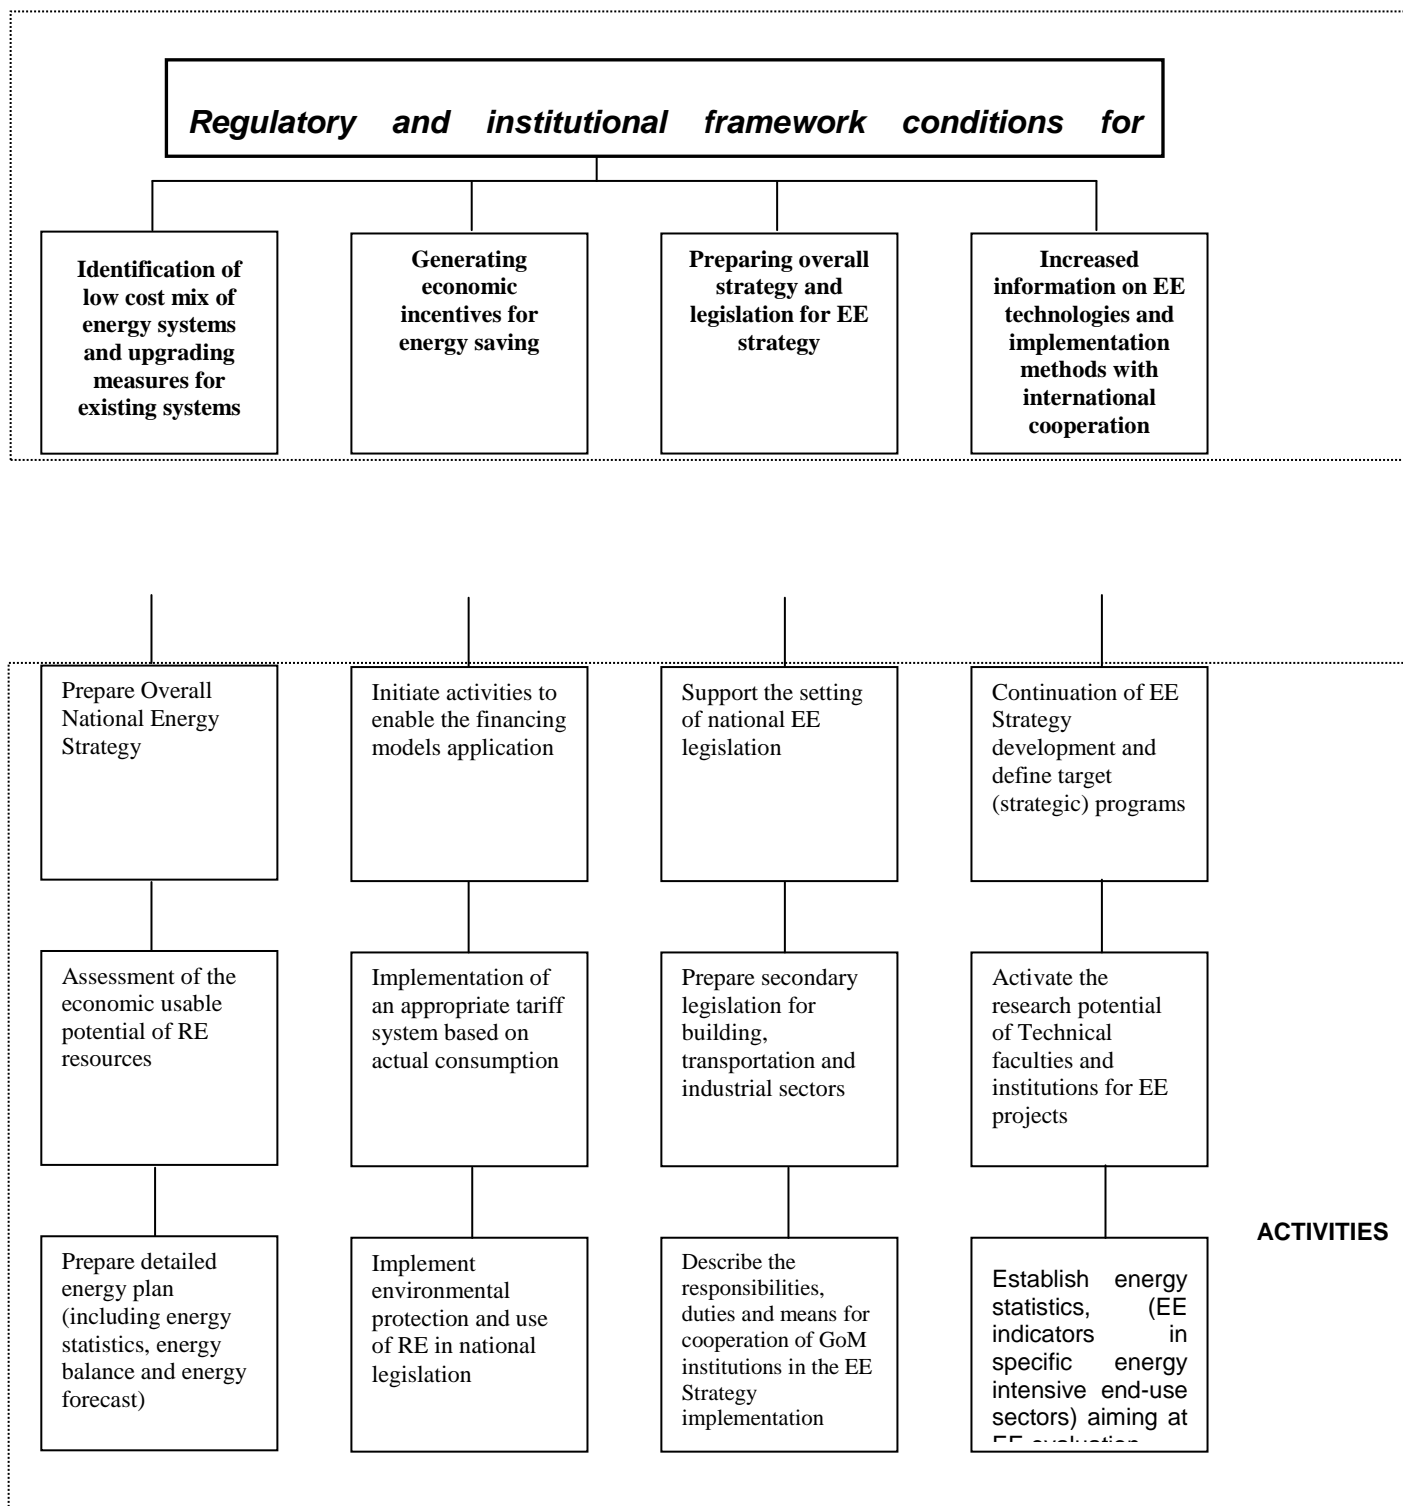 Regulatory and institutional framework conditions for
Identification of
low cost mix of
energy systems
and upgrading
measures for
existing systems
Generating
economic
incentives for
energy saving
Preparing overall
strategy and
legislation for EE
strategy
Increased
information on EE
technologies and
implementation
methods with
international
cooperation
Prepare Overall
National Energy
Strategy
Initiate activities to
enable the financing
models application
Support the setting
of national EE
legislation
Continuation of EE
Strategy
development and
define target
(strategic) programs
Assessment of the
economic usable
potential of RE
resources
Implementation of
an appropriate tariff
system based on
actual consumption
Prepare secondary
legislation for
building,
transportation and
industrial sectors
Activate the
research potential
of Technical
faculties and
institutions for EE
projects
ACTIVITIES
Prepare detailed
energy plan
(including energy
statistics, energy
balance and energy
forecast)
Implement
environmental
protection and use
of RE in national
legislation
Describe the
responsibilities,
duties and means for
cooperation of GoM
institutions in the EE
Strategy
implementation
Establish energy
statistics, (EE
indicators in
specific energy
intensive end-use
sectors) aiming at
EE evaluation